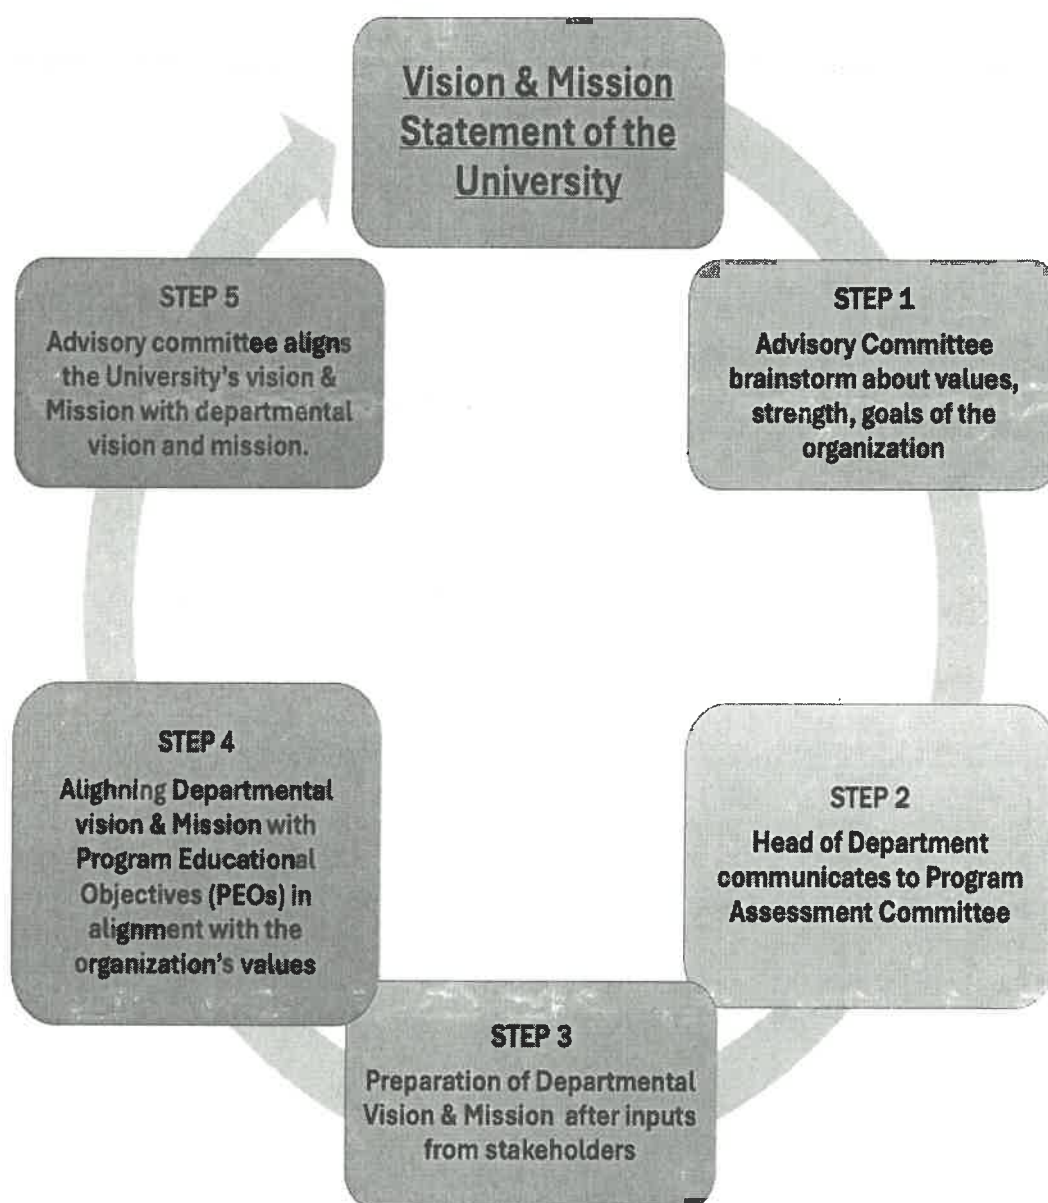 Vision & Mission
Statement of the
University
STEP 1
Advisory Committee
brainstorm about values,
strength, goals of the
organization
STEP 2
Head of Department
communicates to Program
Assessment Committee
STEP 3
Preparation of Departmental
Vision & Mission after inputs
from stakeholders
STEP 4
Alighning Departmental
vision & Mission with
Program Educational
Objectives (PEOs) in
alignment with the
organization's values
STEP 5
Advisory committee aligns
the University's vision &
Mission with departmental
vision and mission.